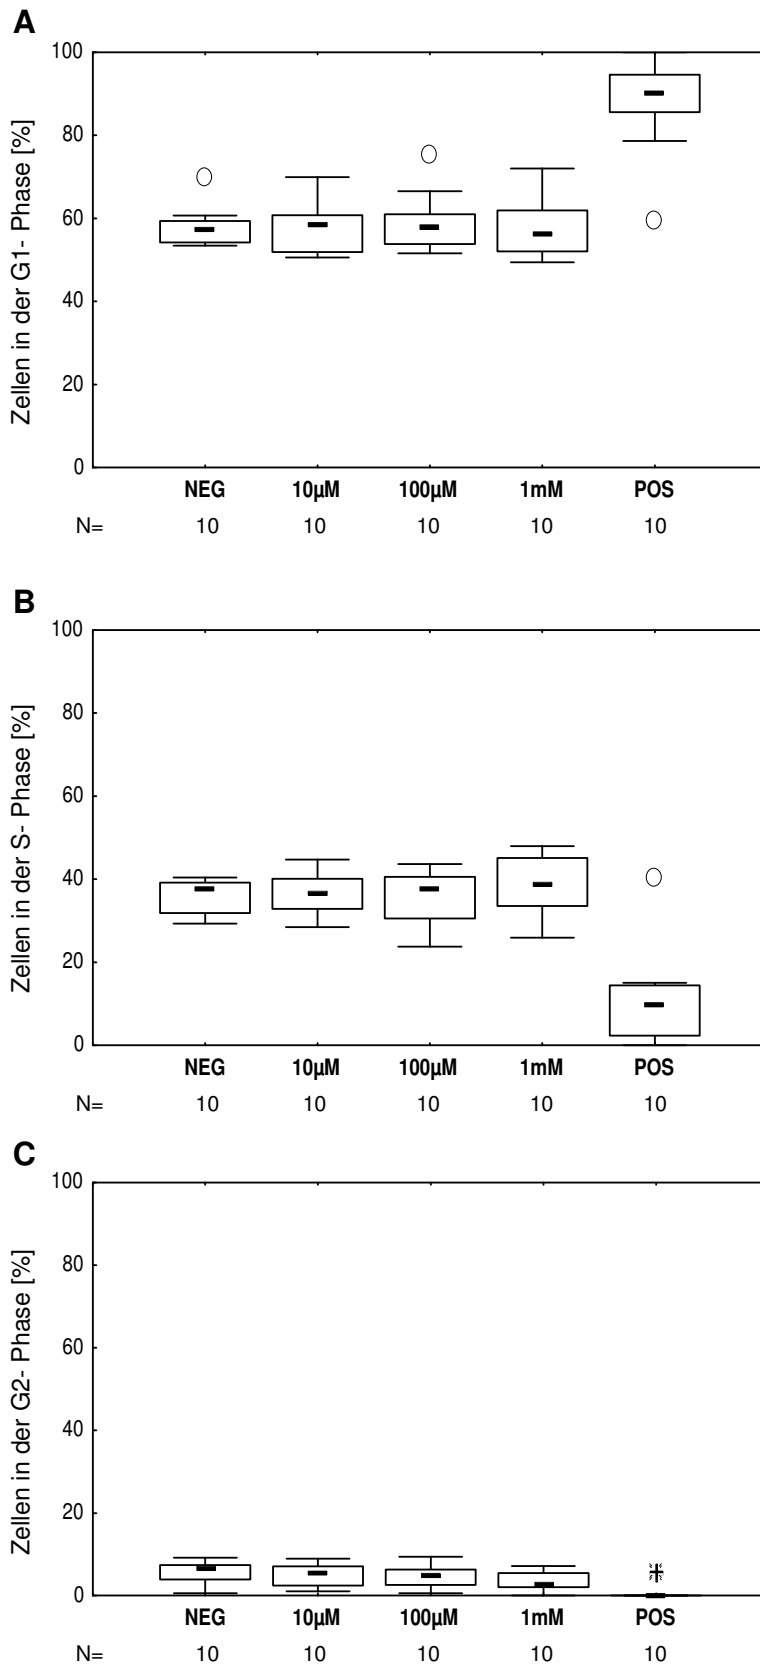 A
Zellen in der G1- Phase [%]
100
80
60
40
20
0
NEG 10µM 100µM 1mM POS
N= 10 10 10 10 10
B
Zellen in der S- Phase [%]
100
80
60
40
20
0
NEG 10µM 100µM 1mM POS
N= 10 10 10 10 10
C
Zellen in der G2- Phase [%]
100
80
60
40
20
0
NEG 10µM 100µM 1mM POS
N= 10 10 10 10 10